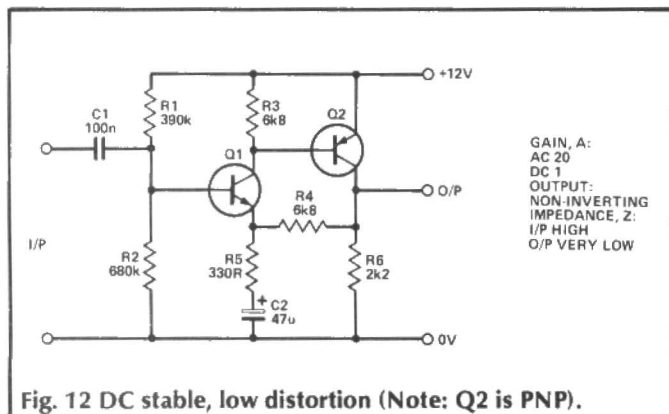 +12V
C1
100n
R1
390k
R3
6k8
Q2
Q1
GAIN, A:
AC 20
DC 1
OUTPUT:
NON-INVERTING
IMPEDANCE, Z:
I/P HIGH
O/P VERY LOW
R4
6k8
O/P
I/P
R2
680k
R5
330R
R6
2k2
+
C2
47u
0V
Fig. 12 DC stable, low distortion (Note: Q2 is PNP).